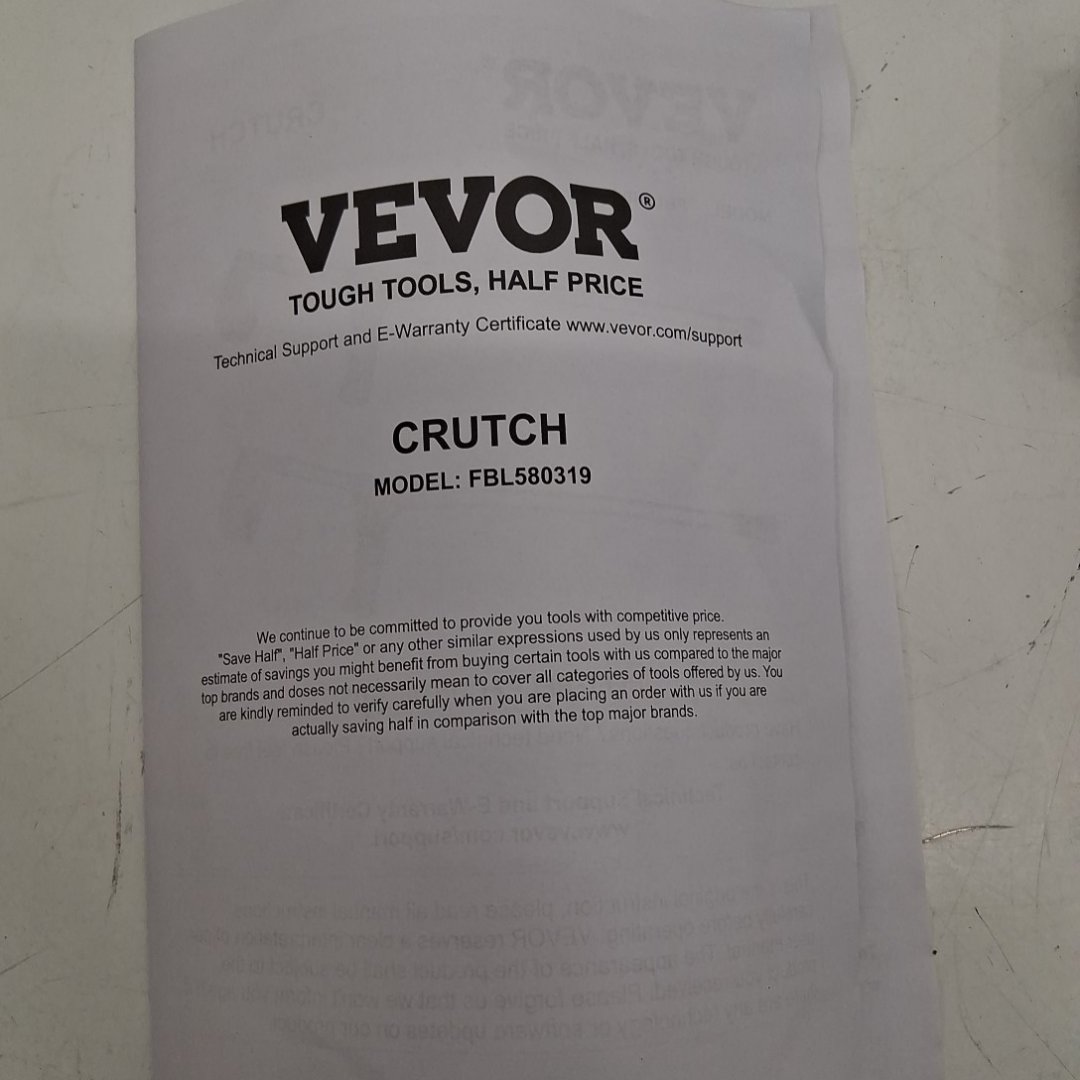 VEVOR®
TOUGH TOOLS, HALF PRICE
Technical Support and E-Warranty Certificate www.vevor.com/support
CRUTCH
MODEL: FBL580319
We continue to be committed to provide you tools with competitive price.
"Save Half", "Half Price" or any other similar expressions used by us only represents an
estimate of savings you might benefit from buying certain tools with us compared to the major
top brands and doses not necessarily mean to cover all categories of tools offered by us. You
are kindly reminded to verify carefully when you are placing an order with us if you are
actually saving half in comparison with the top major brands.